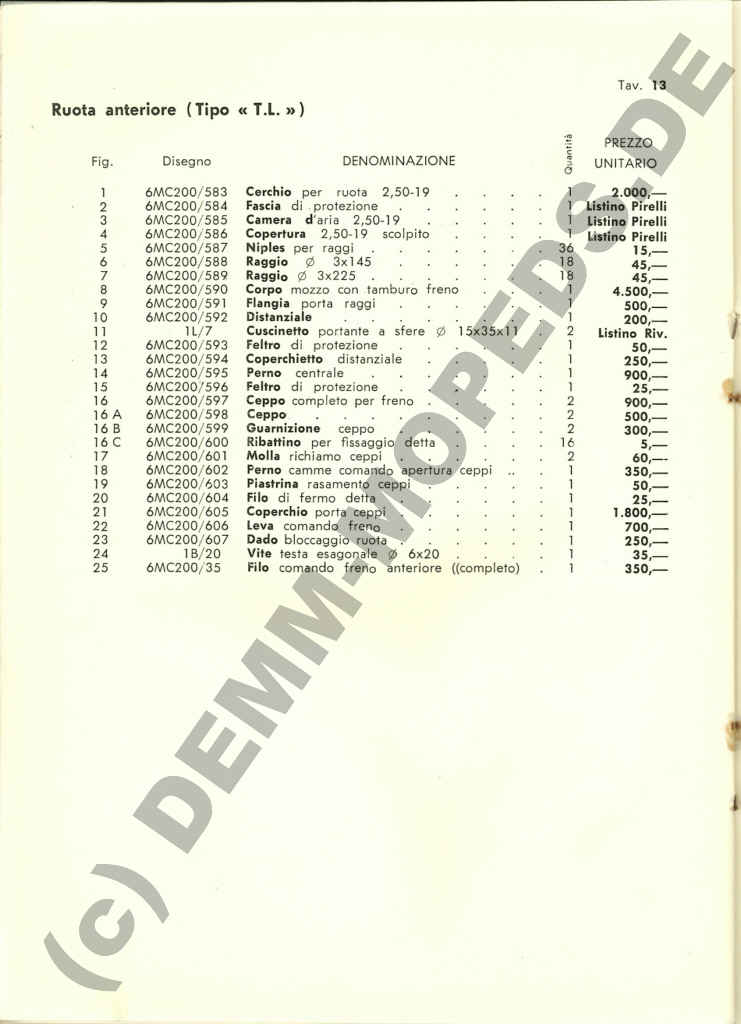 Tav. 13
Ruota anteriore (Tipo « T.L. »)
Fig. Disegno DENOMINAZIONE Quantità PREZZO UNITARIO
1 6MC200/583 Cerchio per ruota 2,50-19 . . . . 1 2.000,—
2 6MC200/584 Fascia di protezione . . . . . . 1 Listino Pirelli
3 6MC200/585 Camera d'aria 2,50-19 . . . . . 1 Listino Pirelli
4 6MC200/586 Copertura 2,50-19 scolpito . . . . 1 Listino Pirelli
5 6MC200/587 Niples per raggi . . . . . . . 36 15,—
6 6MC200/588 Raggio ∅ 3x145 . . . . . . 18 45,—
7 6MC200/589 Raggio ∅ 3x225 . . . . . . . 18 45,—
8 6MC200/590 Corpo mozzo con tamburo freno . . . 1 4.500,—
9 6MC200/591 Flangia porta raggi . . . . . . 1 500,—
10 6MC200/592 Distanziale . . . . . . . . 1 200,—
11 1L/7 Cuscinetto portante a sfere ∅ 15x35x11 . 2 Listino Riv.
12 6MC200/593 Feltro di protezione . . . . . . 1 50,—
13 6MC200/594 Coperchietto distanziale . . . . . 1 250,—
14 6MC200/595 Perno centrale . . . . . . . 1 900,—
15 6MC200/596 Feltro di protezione . . . . . . 1 25,—
16 6MC200/597 Ceppo completo per freno . . . . . 2 900,—
16 A 6MC200/598 Ceppo . . . . . . . . . 2 500,—
16 B 6MC200/599 Guarnizione ceppo . . . . . . 2 300,—
16 C 6MC200/600 Ribattino per fissaggio detta . . . . 16 5,—
17 6MC200/601 Molla richiamo ceppi . . . . . . 2 60,—
18 6MC200/602 Perno camme comando apertura ceppi .. . 1 350,—
19 6MC200/603 Piastrina rasamento ceppi . . . . . 1 50,—
20 6MC200/604 Filo di fermo detta . . . . . . 1 25,—
21 6MC200/605 Coperchio porta ceppi . . . . . . 1 1.800,—
22 6MC200/606 Leva comando freno . . . . . . 1 700,—
23 6MC200/607 Dado bloccaggio ruota . . . . . . 1 250,—
24 1B/20 Vite testa esagonale ∅ 6x20 . . . . 1 35,—
25 6MC200/35 Filo comando freno anteriore ((completo) . 1 350,—
(c) DEMM-MOPEDS.DE